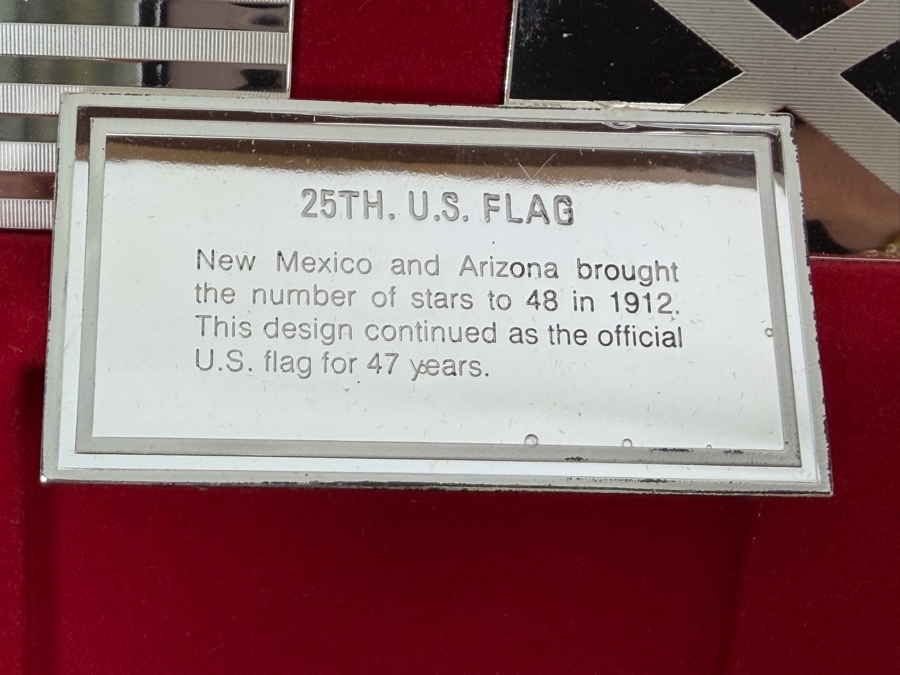 25TH. U.S. FLAG
New Mexico and Arizona brought
the number of stars to 48 in 1912.
This design continued as the official
U.S. flag for 47 years.